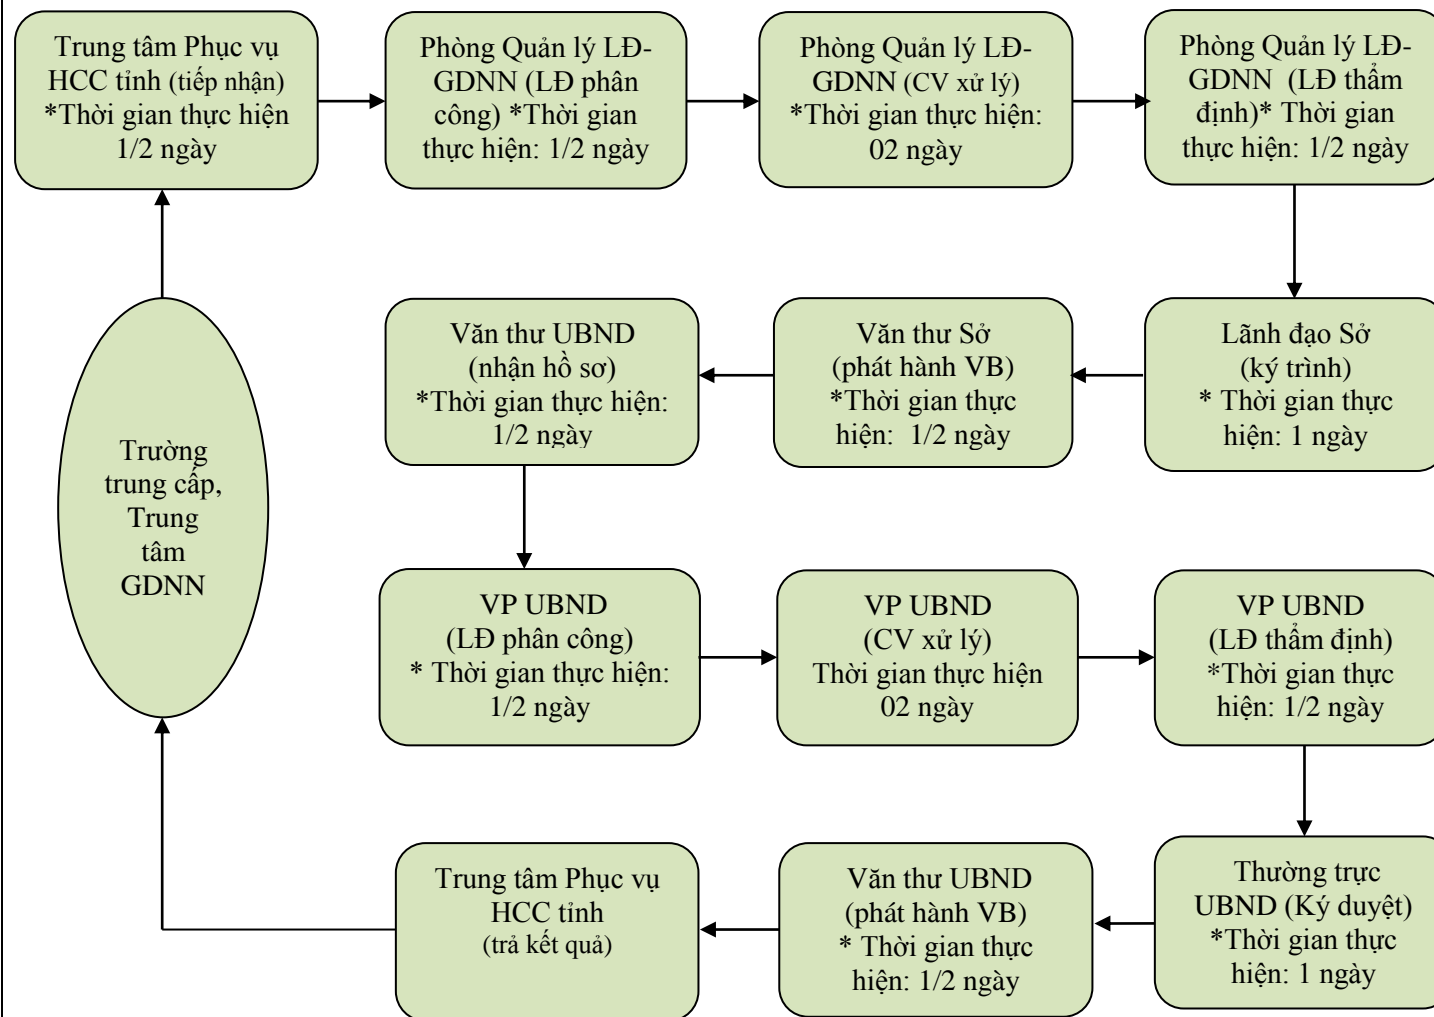 Trung tâm Phục vụ
HCC tỉnh (tiếp nhận)
*Thời gian thực hiện
1/2 ngày
Phòng Quản lý LĐ-
GDNN (LĐ phân
công) *Thời gian
thực hiện: 1/2 ngày
Phòng Quản lý LĐ-
GDNN (CV xử lý)
*Thời gian thực hiện:
02 ngày
Phòng Quản lý LĐ-
GDNN (LĐ thẩm
định)* Thời gian
thực hiện: 1/2 ngày
Lãnh đạo Sở
(ký trình)
* Thời gian thực
hiện: 1 ngày
Văn thư Sở
(phát hành VB)
*Thời gian thực
hiện: 1/2 ngày
Văn thư UBND
(nhận hồ sơ)
*Thời gian thực hiện:
1/2 ngày
VP UBND
(LĐ phân công)
* Thời gian thực hiện:
1/2 ngày
VP UBND
(CV xử lý)
Thời gian thực hiện
02 ngày
VP UBND
(LĐ thẩm định)
*Thời gian thực
hiện: 1/2 ngày
Thường trực
UBND (Ký duyệt)
*Thời gian thực
hiện: 1 ngày
Văn thư UBND
(phát hành VB)
* Thời gian thực
hiện: 1/2 ngày
Trung tâm Phục vụ
HCC tỉnh
(trả kết quả)
Trường
trung cấp,
Trung
tâm
GDNN